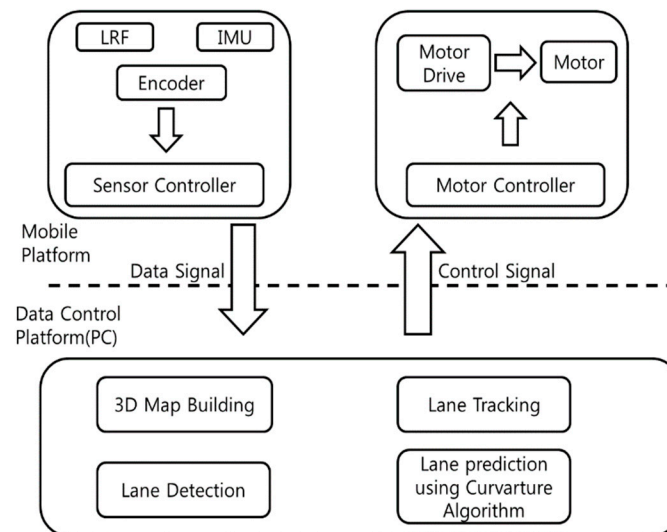 LRF
IMU
Encoder
Sensor Controller
Motor
Drive
Motor
Motor Controller
Mobile
Platform
Data Signal
Control Signal
Data Control
Platform(PC)
3D Map Building
Lane Tracking
Lane Detection
Lane prediction
using Curvarture
Algorithm